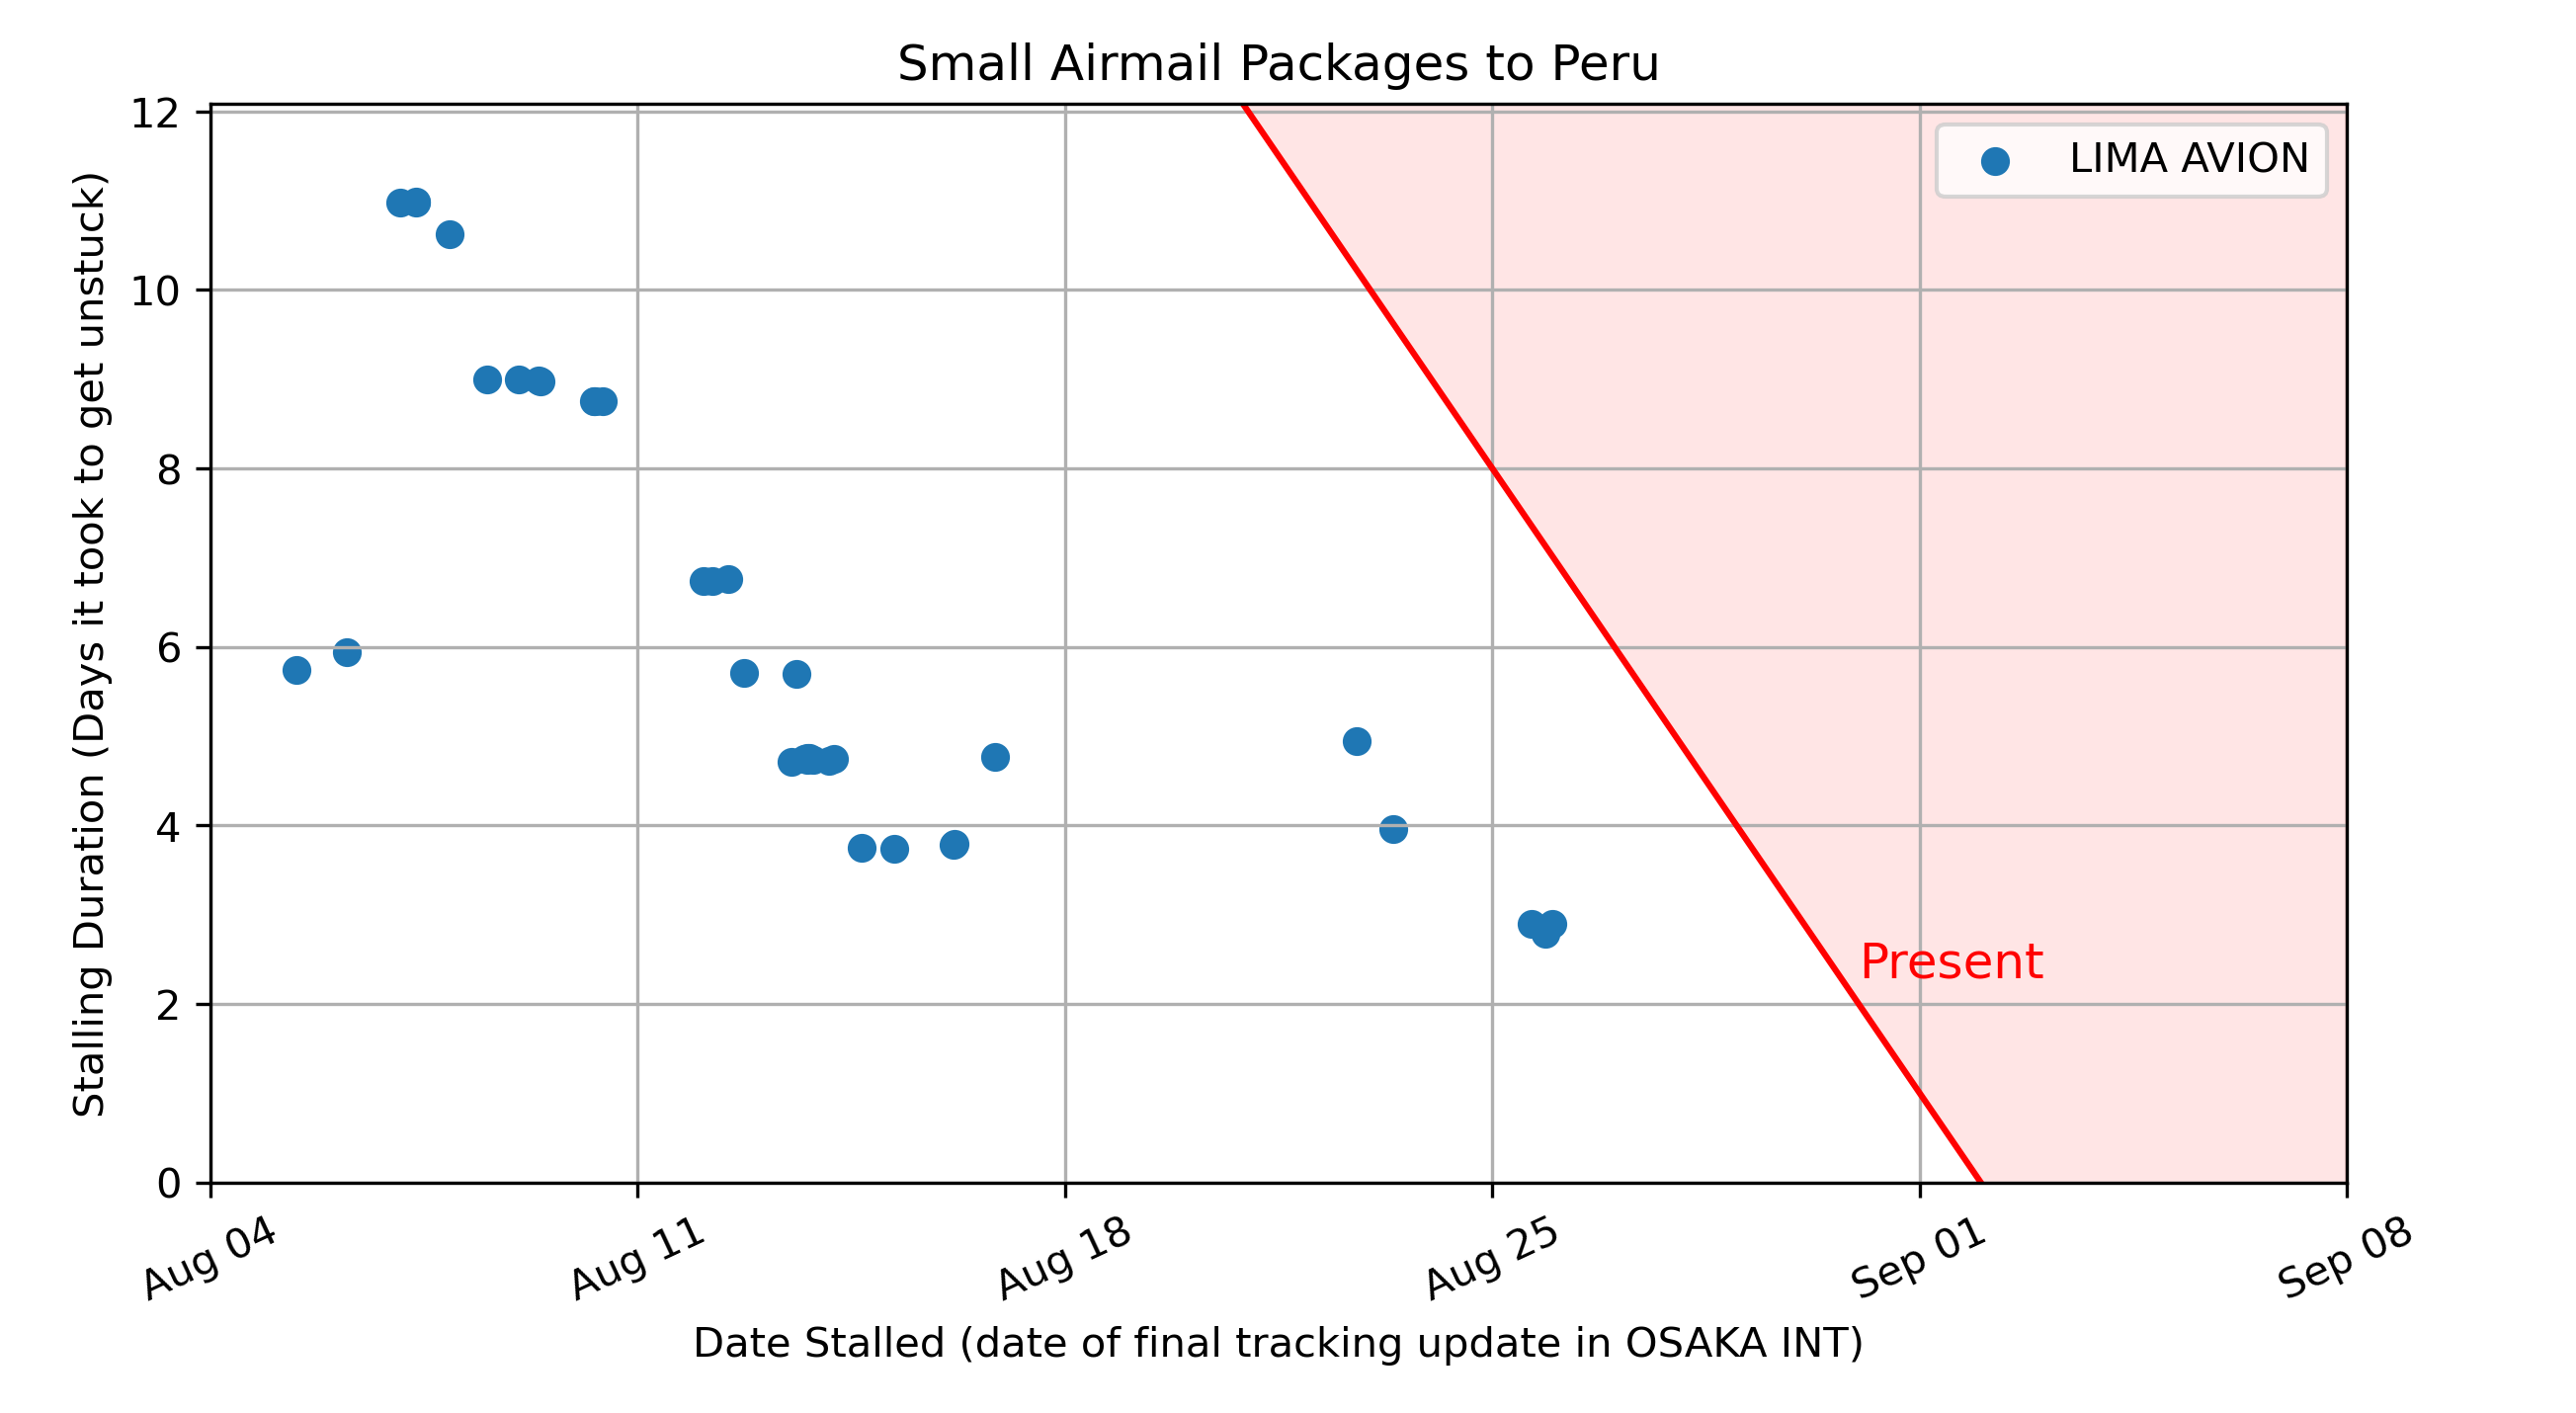 Small Airmail Packages to Peru
12
10
8
6
4
2
0
Stalling Duration (Days it took to get unstuck)
LIMA AVION
Present
Aug 04
Aug 11
Aug 18
Aug 25
Sep 01
Sep 08
Date Stalled (date of final tracking update in OSAKA INT)